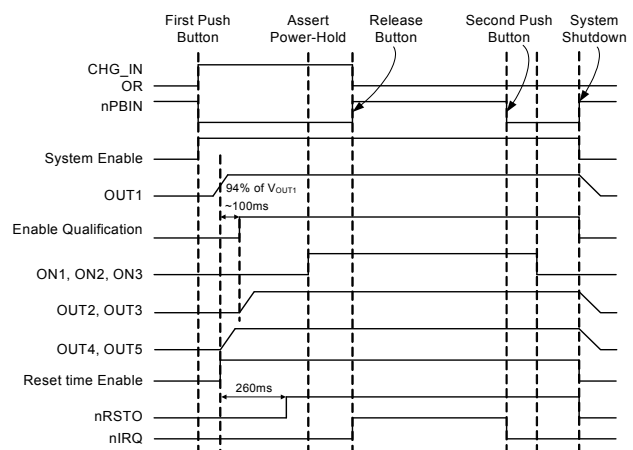 First Push
Button
Assert
Power-Hold
Release
Button
Second Push
Button
System
Shutdown
CHG_IN
OR
nPBIN
System Enable
OUT1
94% of VOUT1
~100ms
Enable Qualification
ON1, ON2, ON3
OUT2, OUT3
OUT4, OUT5
Reset time Enable
260ms
nRSTO
nIRQ